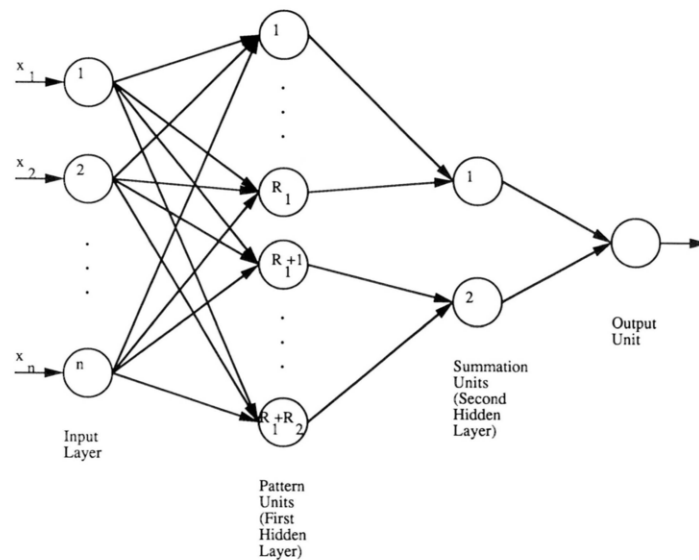 1
x 1
1
x 2
2
R 1
1
R 1 +1
2
x n
n
R 1 +R 2
Input
Layer
Pattern
Units
(First
Hidden
Layer)
Summation
Units
(Second
Hidden
Layer)
Output
Unit